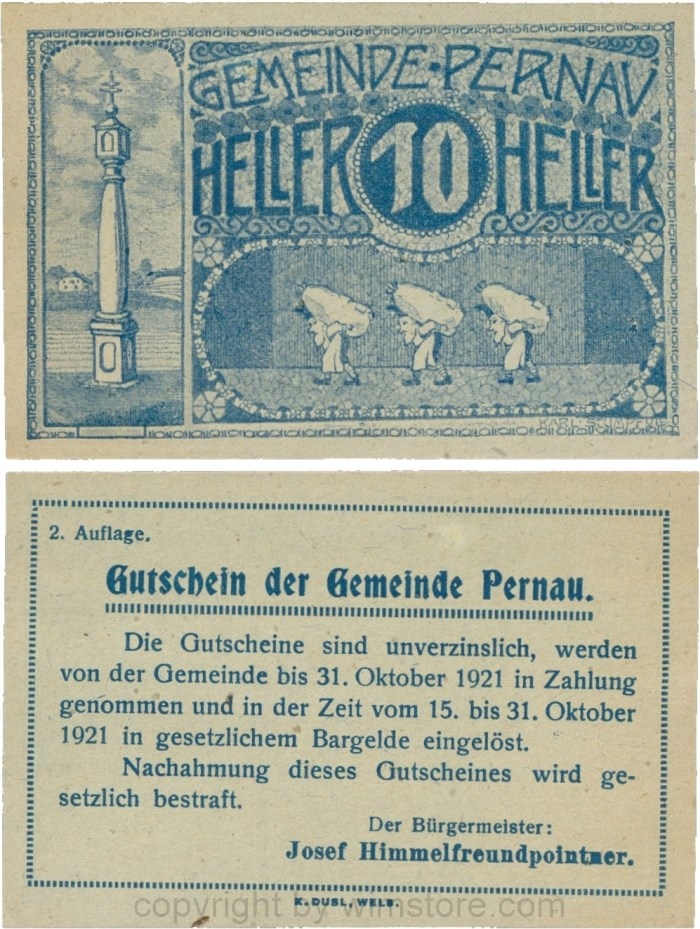 GEMEINDE-PERNAU
HELLER 10 HELLER
2. Auflage.
Gutschein der Gemeinde Pernau.
Die Gutscheine sind unverzinslich, werden
von der Gemeinde bis 31. Oktober 1921 in Zahlung
genommen und in der Zeit vom 15. bis 31. Oktober
1921 in gesetzlichem Bargelde eingelöst.
Nachahmung dieses Gutscheines wird ge-
setzlich bestraft.
Der Bürgermeister:
Josef Himmelfreundpointner.
K. DUSL, WELS.
copyright by wimstore.com